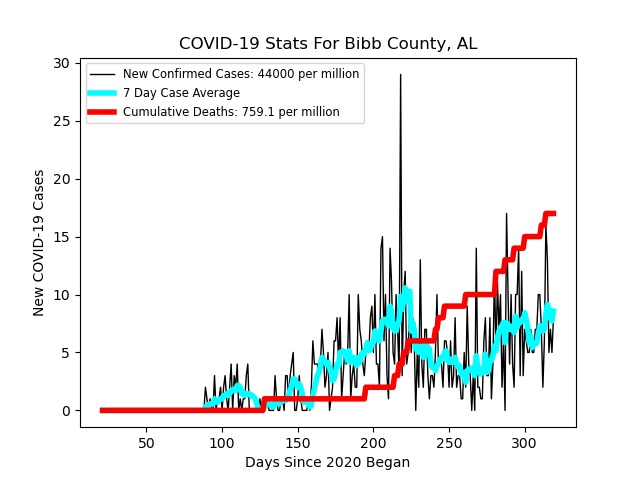 COVID-19 Stats For Bibb County, AL
New Confirmed Cases: 44000 per million
7 Day Case Average
Cumulative Deaths: 759.1 per million
New COVID-19 Cases
30
25
20
15
10
5
0
50 100 150 200 250 300
Days Since 2020 Began